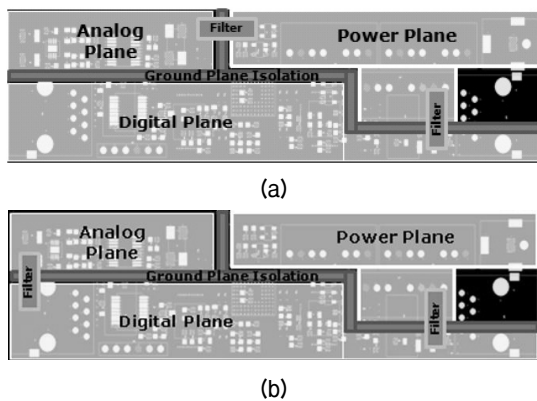 Analog
Plane
Filter
Power Plane
Ground Plane Isolation
Digital Plane
Filter
(a)
Analog
Plane
Power Plane
Filter
Ground Plane Isolation
Digital Plane
Filter
(b)